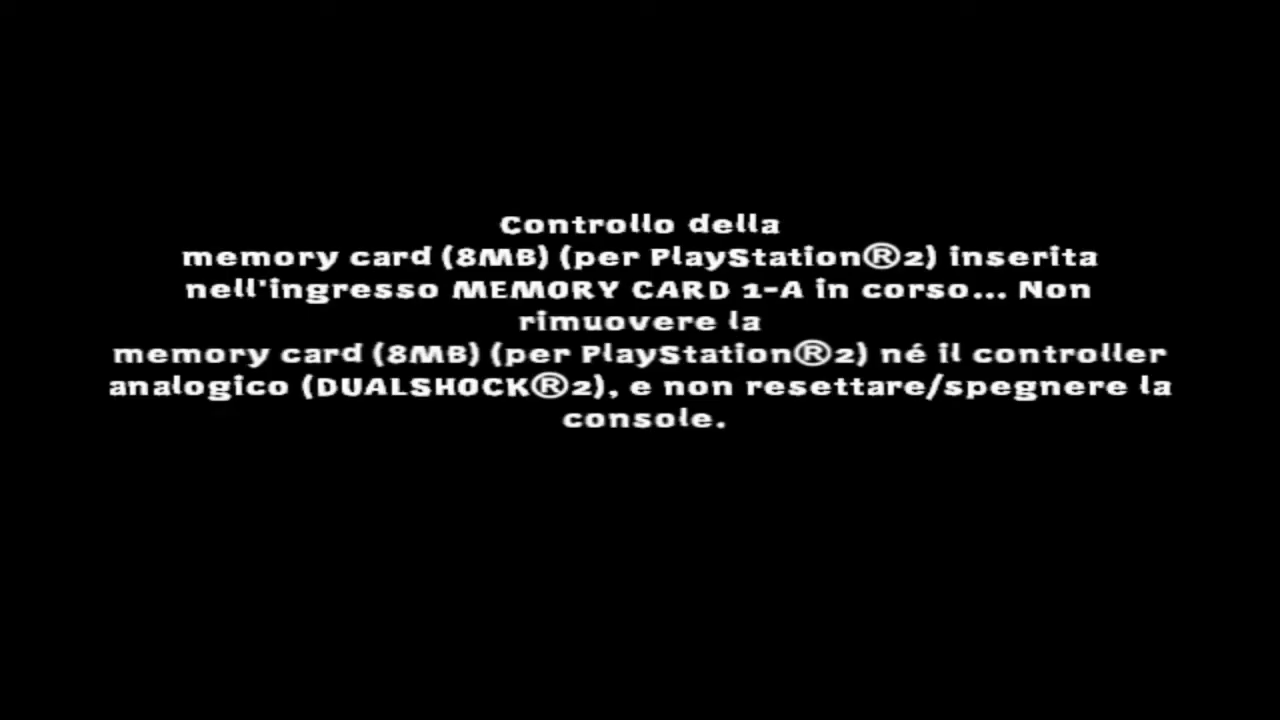 Controllo della
memory card (8MB) (per PlayStation®2) inserita
nell'ingresso MEMORY CARD 1-A in corso... Non
rimuovere la
memory card (8MB) (per PlayStation®2) né il controller
analogico (DUALSHOCK®2), e non resettare/spegnere la
console.